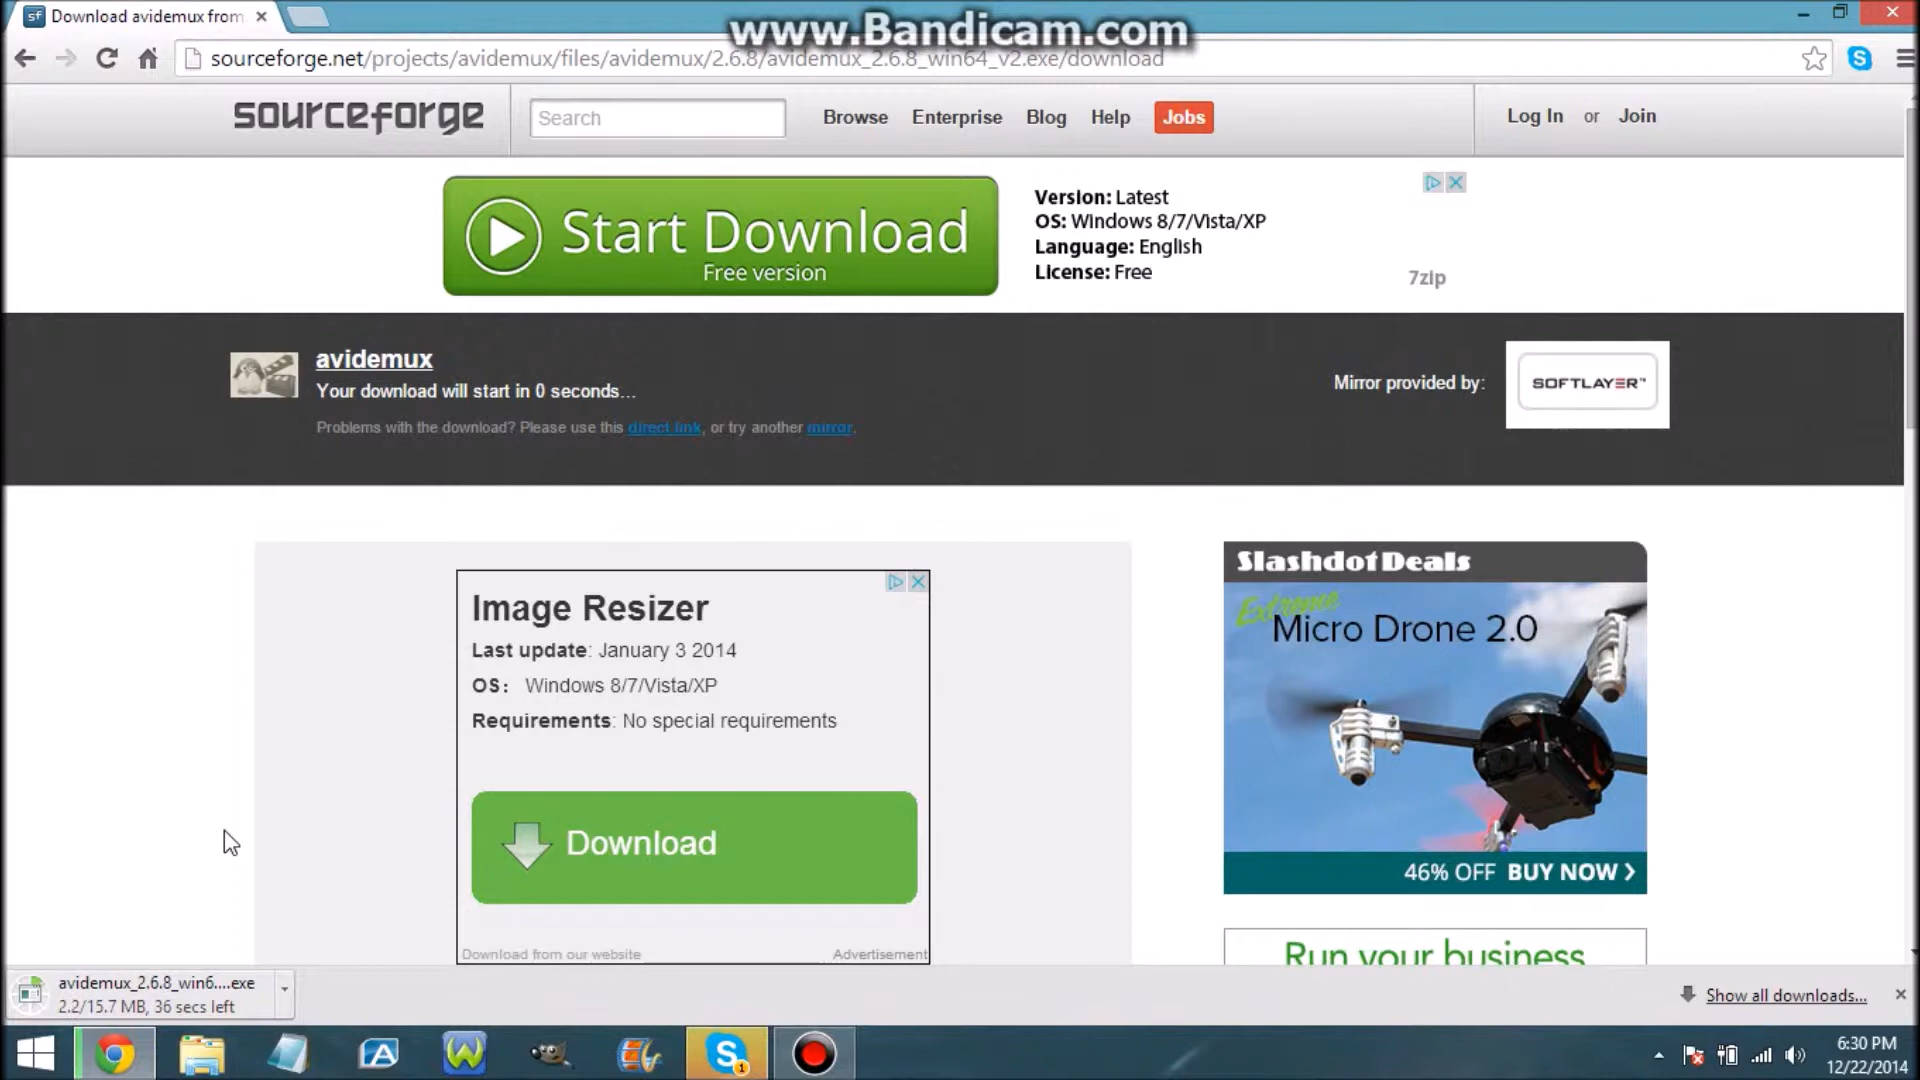 Download avidemux from
www.Bandicam.com
sourceforge.net/projects/avidemux/files/avidemux/2.6.8/avidemux_2.6.8_win64_v2.exe/download
sourceforge
Search
Browse
Enterprise
Blog
Help
Jobs
Log In or Join
Start Download
Free version
Version: Latest
OS: Windows 8/7/Vista/XP
Language: English
License: Free
7zip
avidemux
Your download will start in 0 seconds...
Problems with the download? Please use this direct link, or try another mirror.
Mirror provided by:
SOFTLAYER™
Image Resizer
Last update: January 3 2014
OS: Windows 8/7/Vista/XP
Requirements: No special requirements
Download
Download from our website
Advertisement
SlashdotDeals
Extreme
Micro Drone 2.0
46% OFF BUY NOW >
Run your business
avidemux_2.6.8_win6....exe
2.2/15.7 MB, 36 secs left
Show all downloads...
6:30 PM
12/22/2014